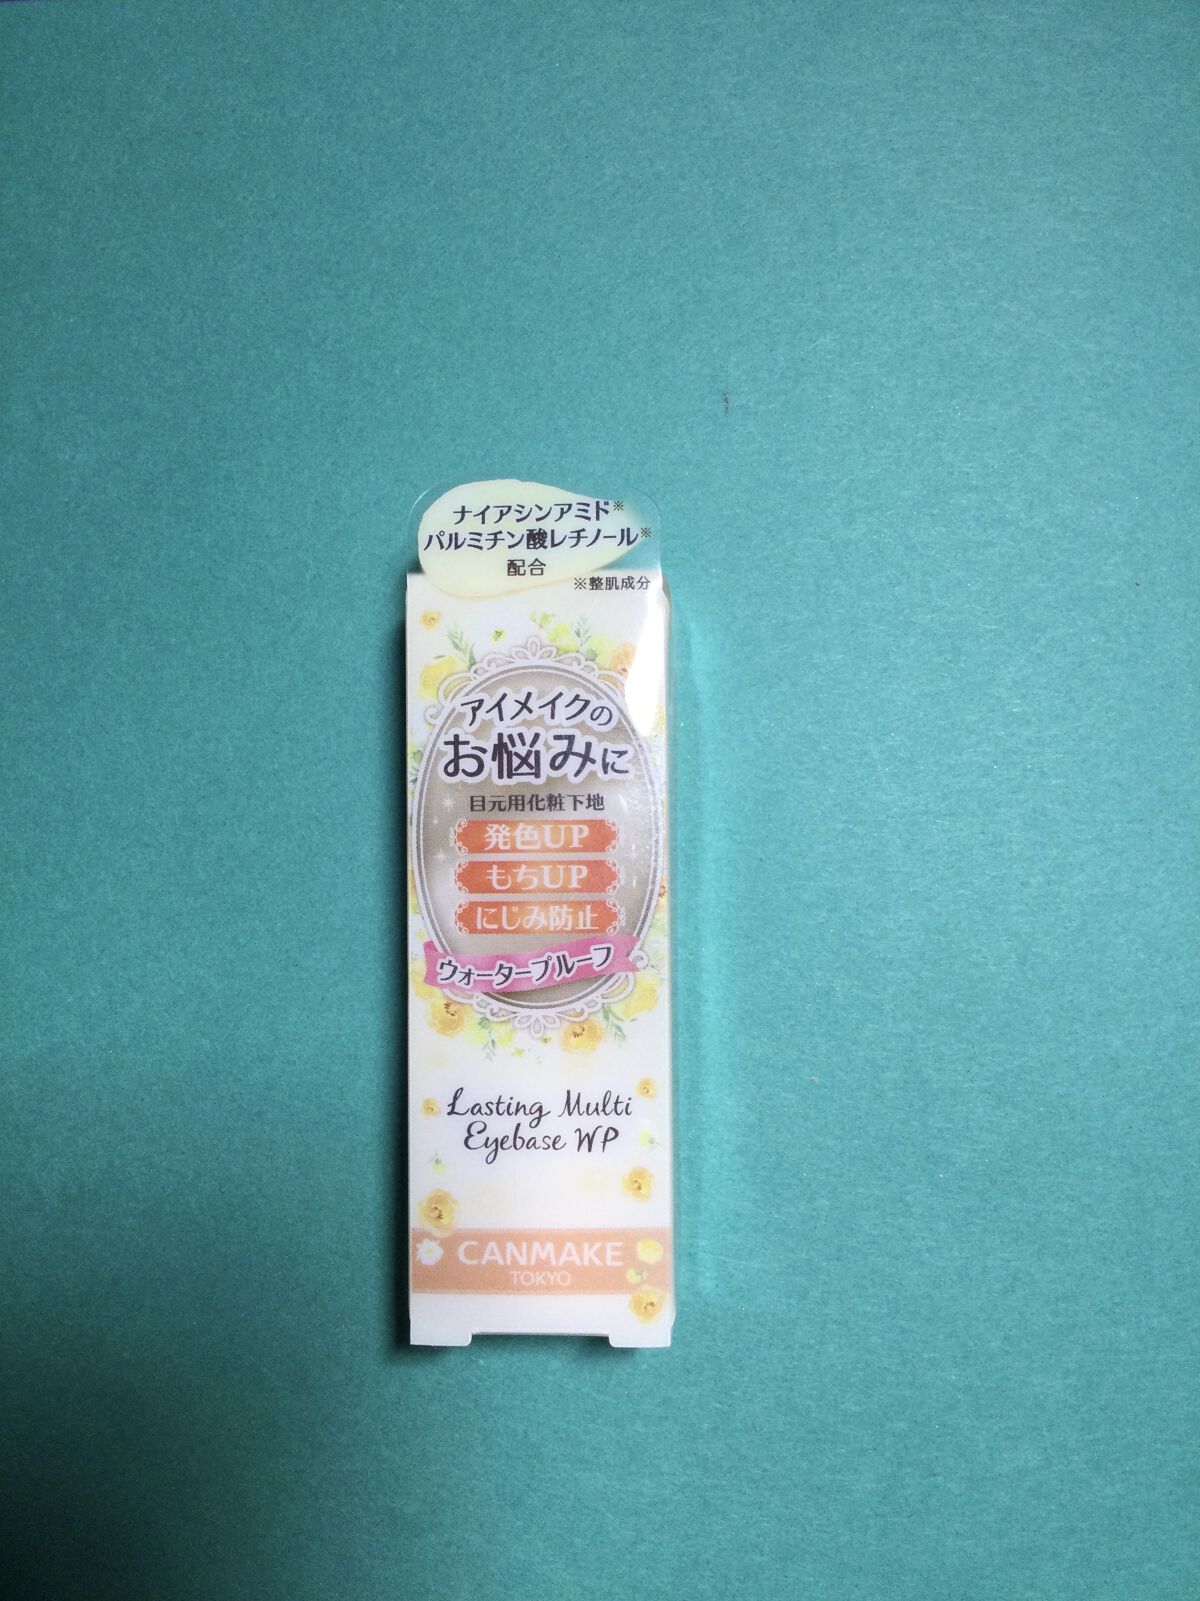 ナイアシンアミド※
パルミチン酸レチノール※
配合
※整肌成分
アイメイクの
お悩みに
目元用化粧下地
発色UP
もちUP
にじみ防止
ウォータープルーフ
Lasting Multi
Eyebase WP
CANMAKE
TOKYO